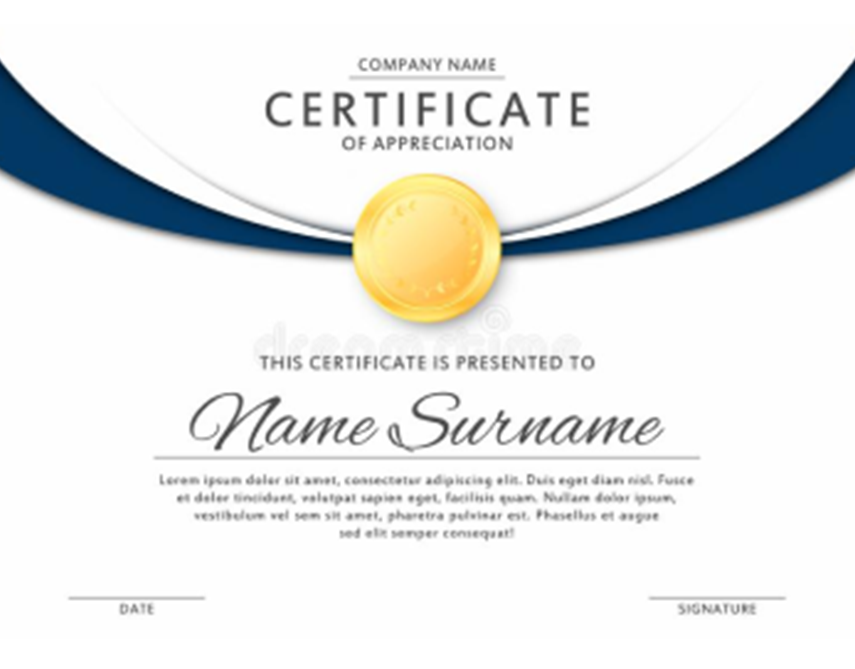 COMPANY NAME
CERTIFICATE
OF APPRECIATION
dreamstime
THIS CERTIFICATE IS PRESENTED TO
Name Surname
Lorem ipsum dolor sit amet, consectetur adipiscing elit. Duis eget diam nisl. Fusce
et dolor tincidunt, volutpat sapien eget, facilisis quam. Nullam dolor ipsum,
vestibulum vel sem sit amet, pharetra pulvinar est. Phasellus et augue
sed elit semper consequat!
DATE SIGNATURE